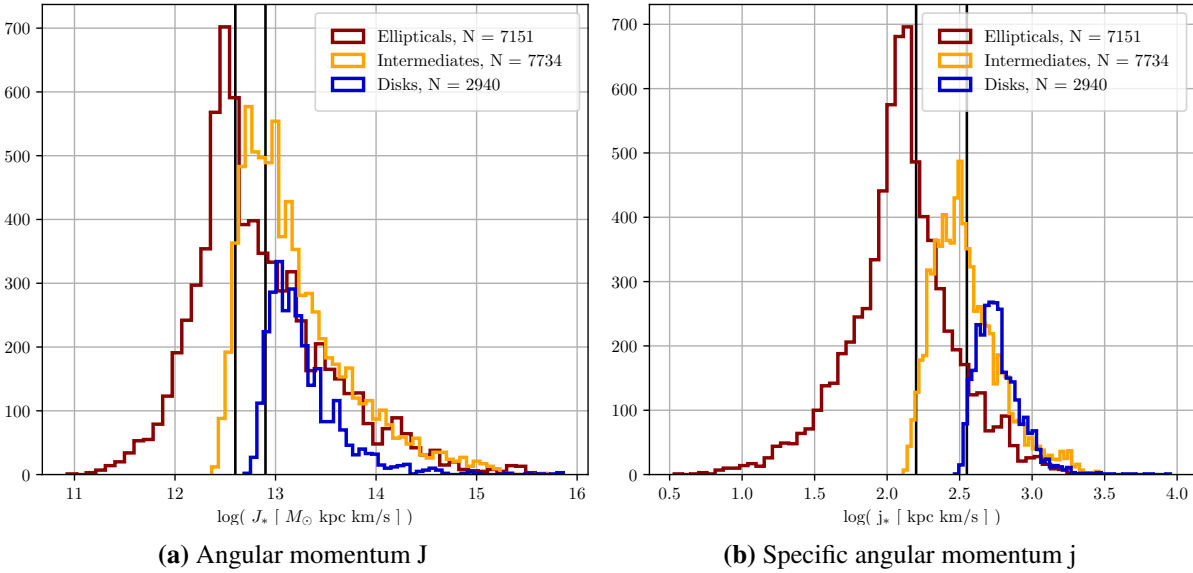 700
600
500
400
300
200
100
0
Ellipticals, N = 7151
Intermediates, N = 7734
Disks, N = 2940
11 12 13 14 15 16
log( J* [ M⊙ kpc km/s ] )
(a) Angular momentum J
700
600
500
400
300
200
100
0
Ellipticals, N = 7151
Intermediates, N = 7734
Disks, N = 2940
0.5 1.0 1.5 2.0 2.5 3.0 3.5 4.0
log( j* [ kpc km/s ] )
(b) Specific angular momentum j